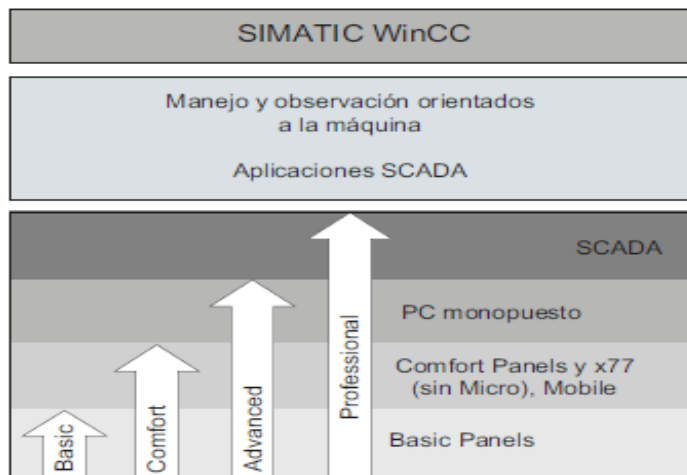 SIMATIC WinCC
Manejo y observación orientados
a la máquina
Aplicaciones SCADA
SCADA
PC monopuesto
Comfort Panels y x77
(sin Micro), Mobile
Basic Panels
Basic
Comfort
Advanced
Professional